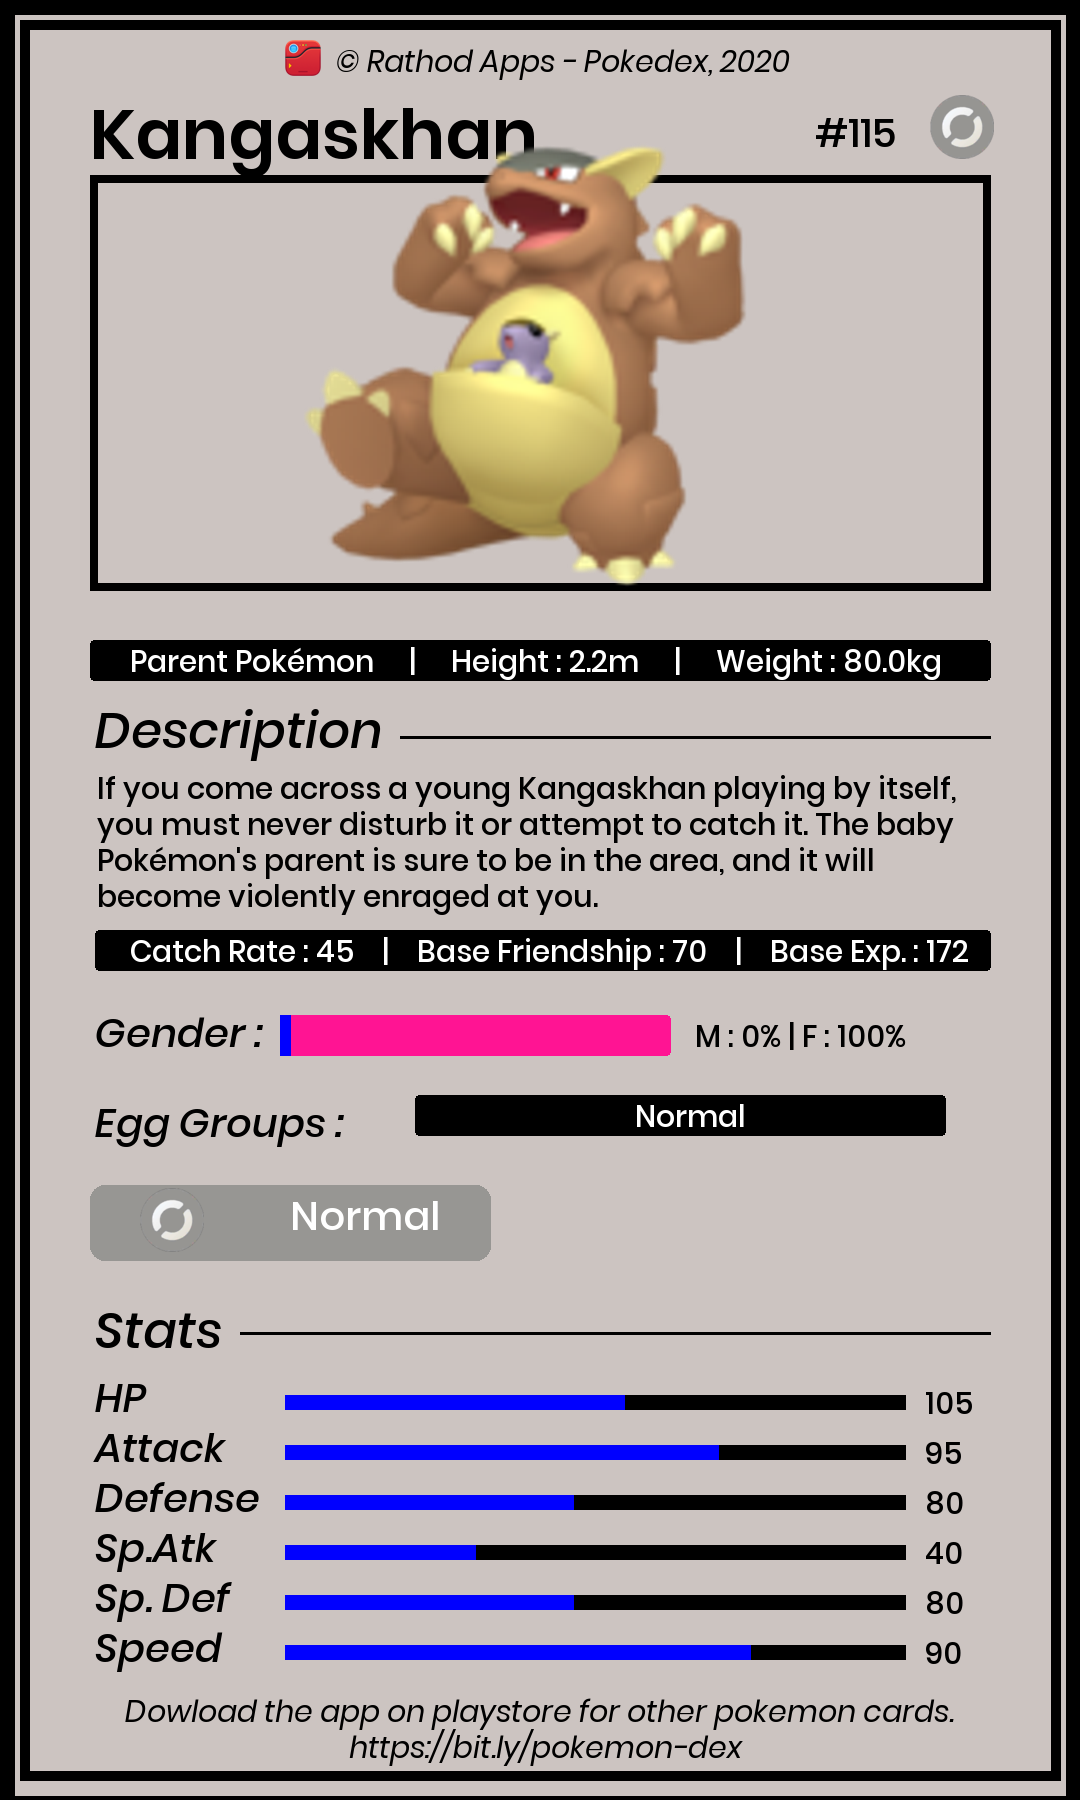 © Rathod Apps - Pokedex, 2020
Kangaskhan
#115
Parent Pokémon | Height : 2.2m | Weight : 80.0kg
Description
If you come across a young Kangaskhan playing by itself,
you must never disturb it or attempt to catch it. The baby
Pokémon's parent is sure to be in the area, and it will
become violently enraged at you.
Catch Rate : 45 | Base Friendship : 70 | Base Exp. : 172
Gender : M : 0% | F : 100%
Egg Groups : Normal
Normal
Stats
HP 105
Attack 95
Defense 80
Sp.Atk 40
Sp. Def 80
Speed 90
Dowload the app on playstore for other pokemon cards.
https://bit.ly/pokemon-dex